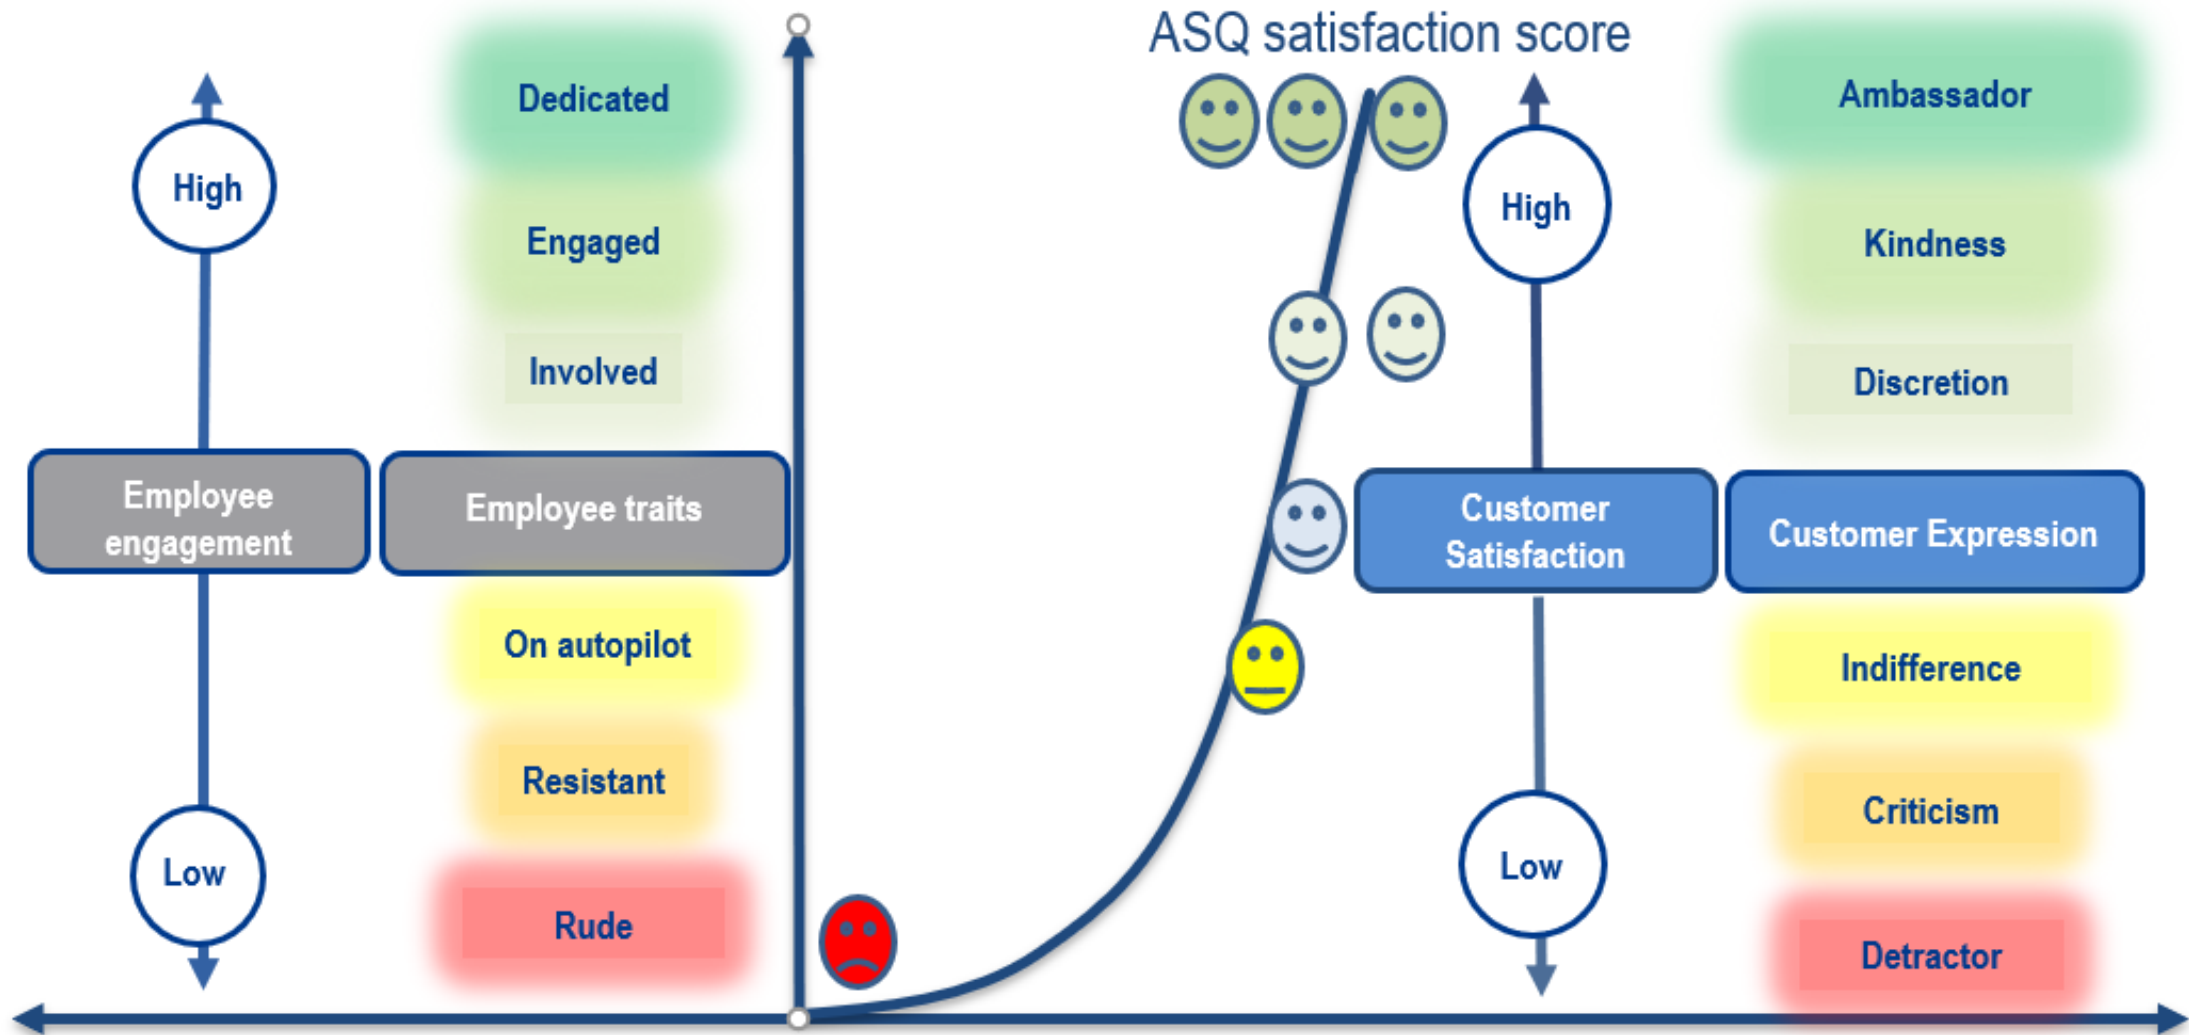 ASQ satisfaction score
High
Dedicated
Engaged
Involved
Employee
engagement
Employee traits
On autopilot
Resistant
Low
Rude
High
Ambassador
Kindness
Discretion
Customer
Satisfaction
Customer Expression
Indifference
Criticism
Low
Detractor